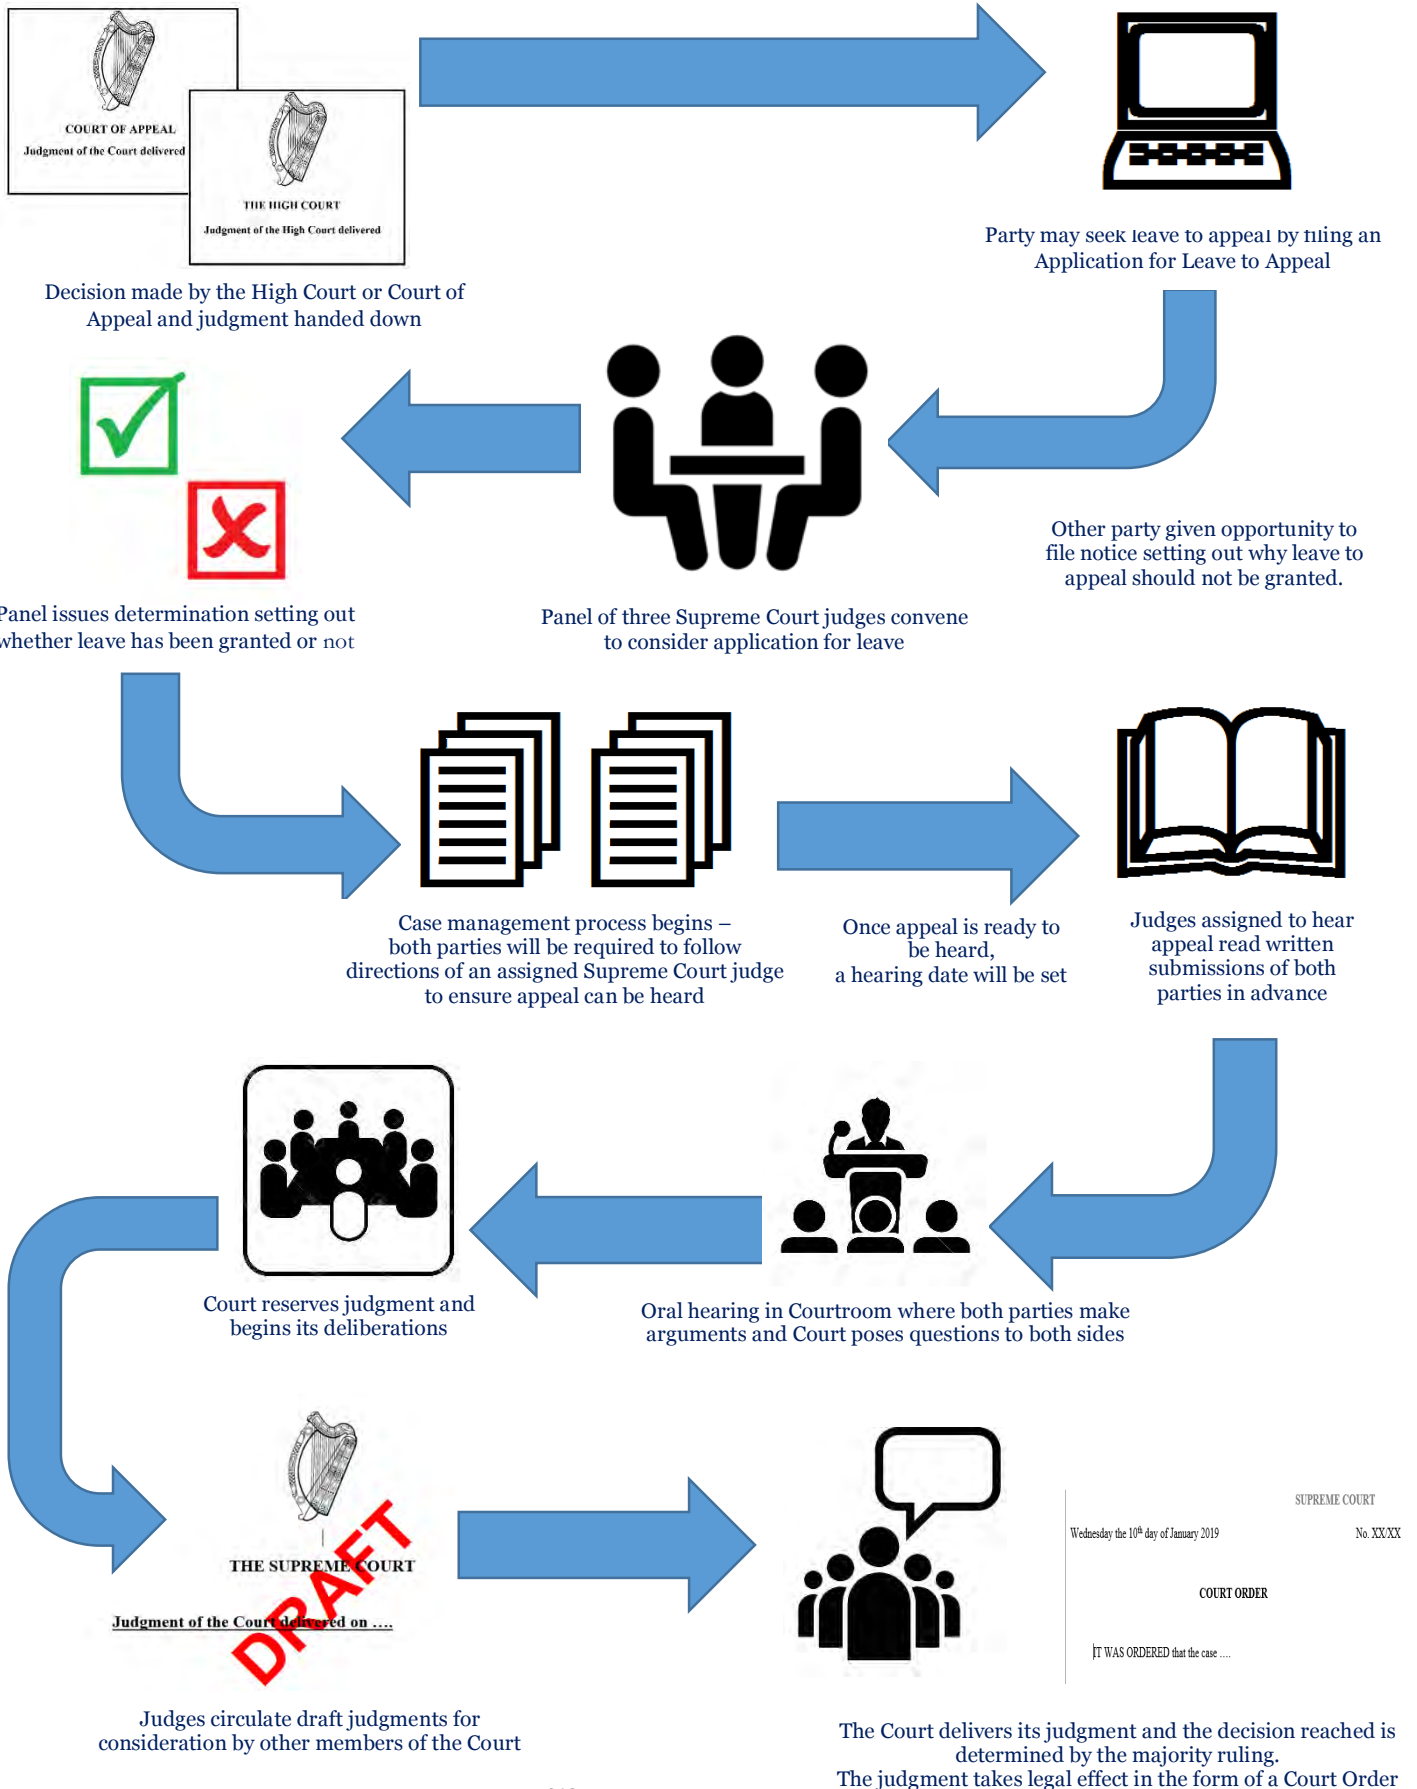 COURT OF APPEAL
Judgment of the Court delivered
THE HIGH COURT
Judgment of the High Court delivered
Decision made by the High Court or Court of
Appeal and judgment handed down
Party may seek leave to appeal by filing an
Application for Leave to Appeal
Other party given opportunity to
file notice setting out why leave to
appeal should not be granted.
Panel of three Supreme Court judges convene
to consider application for leave
Panel issues determination setting out
whether leave has been granted or not
Case management process begins –
both parties will be required to follow
directions of an assigned Supreme Court judge
to ensure appeal can be heard
Once appeal is ready to
be heard,
a hearing date will be set
Judges assigned to hear
appeal read written
submissions of both
parties in advance
Oral hearing in Courtroom where both parties make
arguments and Court poses questions to both sides
Court reserves judgment and
begins its deliberations
THE SUPREME COURT
Judgment of the Court delivered on ….
DRAFT
Judges circulate draft judgments for
consideration by other members of the Court
SUPREME COURT
Wednesday the 10th day of January 2019 No. XX/XX
COURT ORDER
IT WAS ORDERED that the case ….
The Court delivers its judgment and the decision reached is
determined by the majority ruling.
The judgment takes legal effect in the form of a Court Order